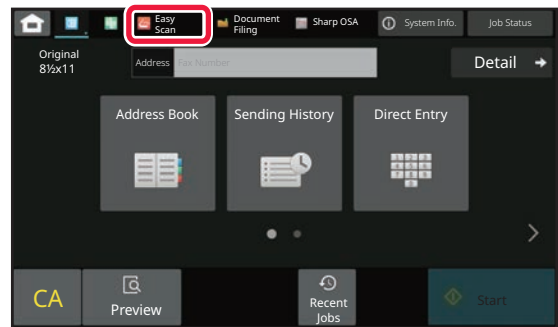 Easy
Scan
Document
Filing
Sharp OSA
System Info.
Job Status
Original
8½x11
Address
Fax Number
Detail
Address Book
Sending History
Direct Entry
CA
Preview
Recent
Jobs
Start